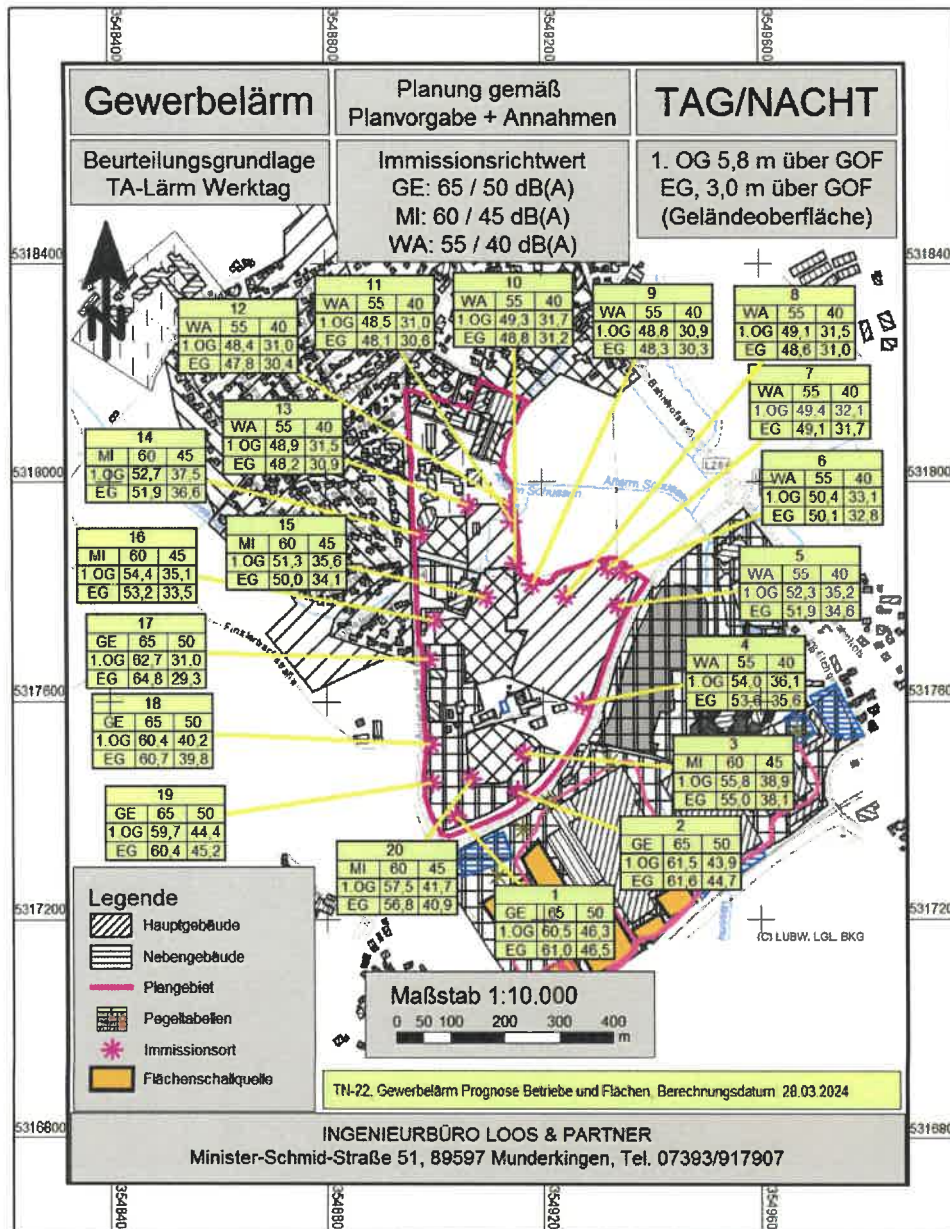 3548400
3548800
3549200
3549600
Gewerbelärm
Planung gemäß
Planvorgabe + Annahmen
TAG/NACHT
Beurteilungsgrundlage
TA-Lärm Werktag
Immissionsrichtwert
GE: 65 / 50 dB(A)
MI: 60 / 45 dB(A)
WA: 55 / 40 dB(A)
1. OG 5,8 m über GOF
EG, 3,0 m über GOF
(Geländeoberfläche)
5318400
5318400
N
12
WA 55 40
1.OG 48,4 31,0
EG 47,8 30,4
11
WA 55 40
1.OG 48,5 31,0
EG 48,1 30,6
10
WA 55 40
1.OG 49,3 31,7
EG 48,8 31,2
9
WA 55 40
1.OG 48,8 30,9
EG 48,3 30,3
8
WA 55 40
1.OG 49,1 31,5
EG 48,6 31,0
7
WA 55 40
1.OG 49,4 32,1
EG 49,1 31,7
13
WA 55 40
1.OG 48,9 31,5
EG 48,2 30,9
14
MI 60 45
1.OG 52,7 37,5
EG 51,9 36,6
6
WA 55 40
1.OG 50,4 33,1
EG 50,1 32,8
5318000
5318000
15
MI 60 45
1.OG 51,3 35,6
EG 50,0 34,1
16
MI 60 45
1.OG 54,4 35,1
EG 53,2 33,5
5
WA 55 40
1.OG 52,3 35,2
EG 51,9 34,6
17
GE 65 50
1.OG 62,7 31,0
EG 64,8 29,3
4
WA 55 40
1.OG 54,0 36,1
EG 53,6 35,6
5317600
5317600
18
GE 65 50
1.OG 60,4 40,2
EG 60,7 39,8
3
MI 60 45
1.OG 55,8 38,9
EG 55,0 38,1
19
GE 65 50
1.OG 59,7 44,4
EG 60,4 45,2
2
GE 65 50
1.OG 61,5 43,9
EG 61,6 44,7
20
MI 60 45
1.OG 57,5 41,7
EG 56,8 40,9
1
GE 65 50
1.OG 60,5 46,3
EG 61,0 46,5
5317200
5317200
(C) LUBW, LGL, BKG
Legende
Hauptgebäude
Nebengebäude
Plangebiet
Pegeltabellen
Immissionsort
Flächenschallquelle
Maßstab 1:10.000
0 50 100 200 300 400
m
TN-22, Gewerbelärm Prognose Betriebe und Flächen, Berechnungsdatum 28.03.2024
5316800
5316800
INGENIEURBÜRO LOOS & PARTNER
Minister-Schmid-Straße 51, 89597 Munderkingen, Tel. 07393/917907
354840
354880
354920
354960